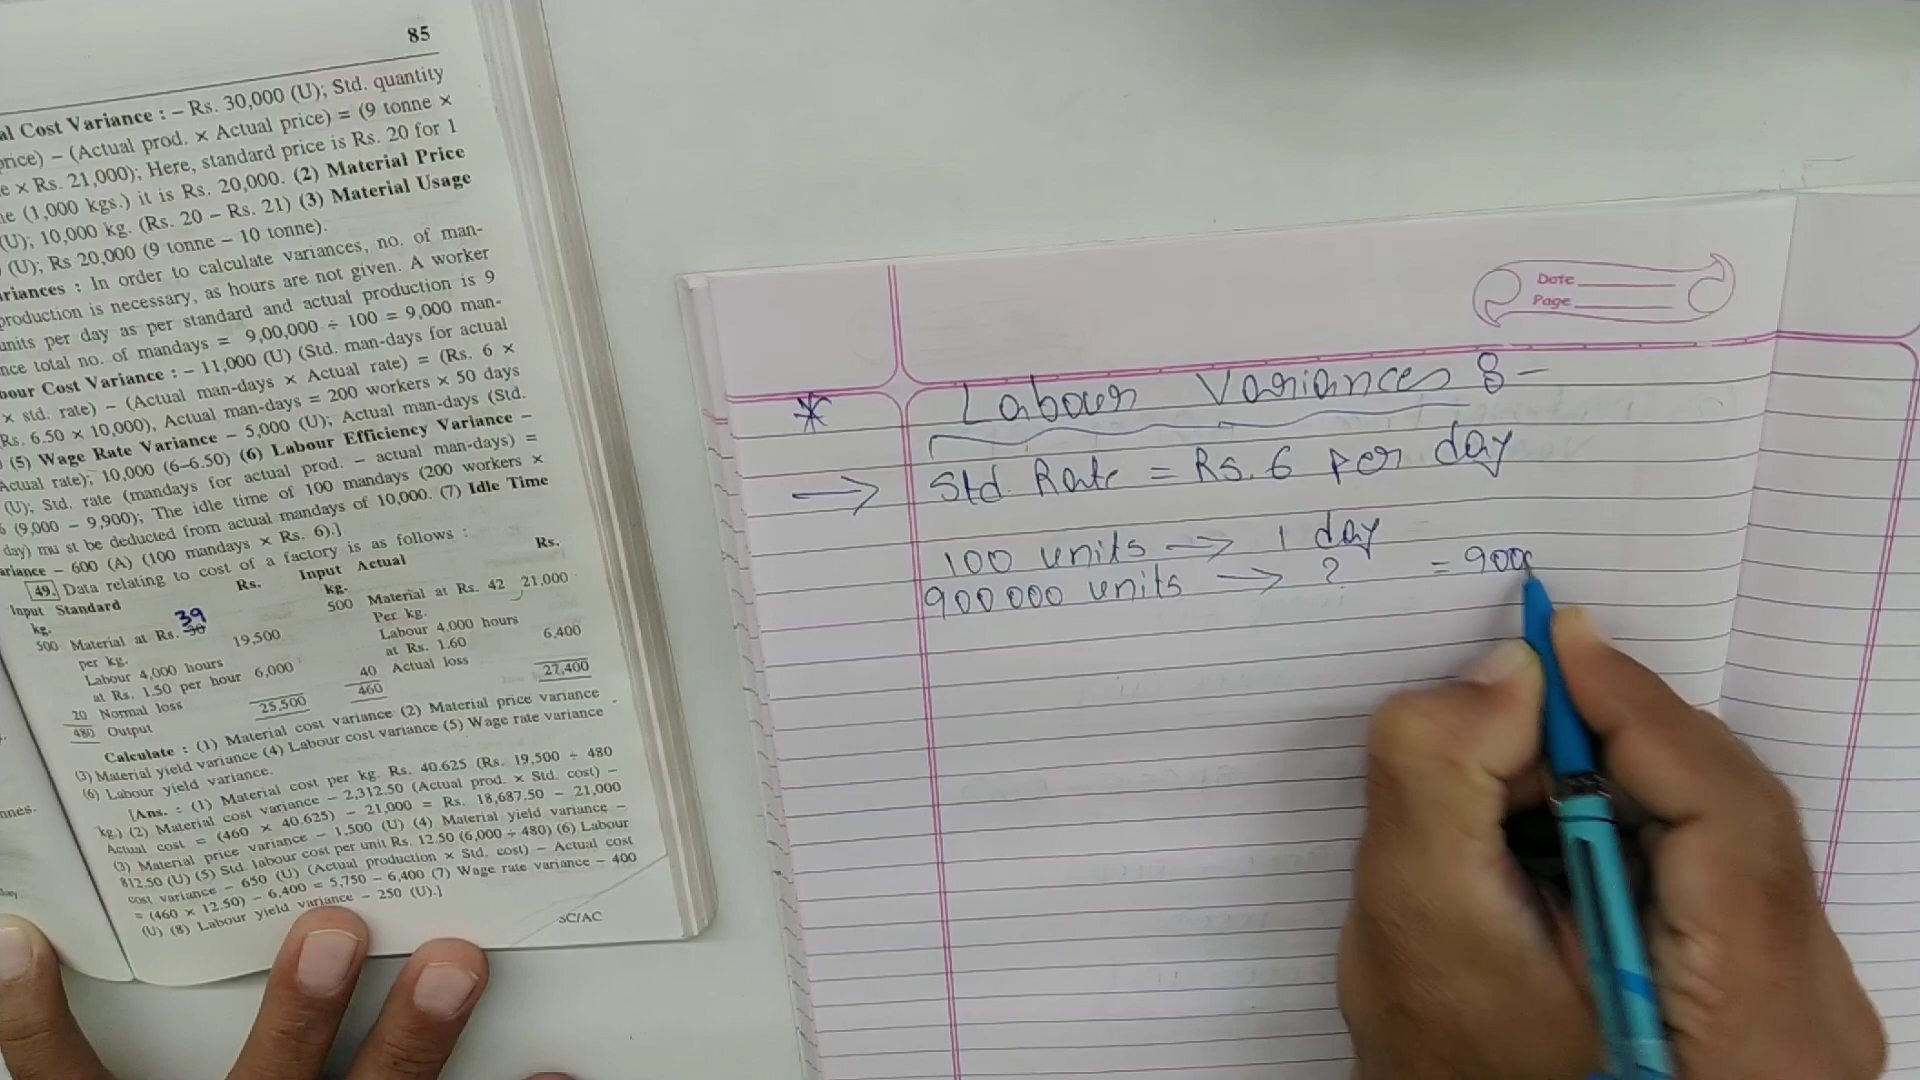 85
al Cost Variance : – Rs. 30,000 (U); Std. quantity
price) – (Actual prod. × Actual price) = (9 tonne ×
e × Rs. 21,000); Here, standard price is Rs. 20 for 1
ne (1,000 kgs.) it is Rs. 20,000. (2) Material Price
(U); 10,000 kg. (Rs. 20 – Rs. 21) (3) Material Usage
(U); Rs 20,000 (9 tonne – 10 tonne).
riances : In order to calculate variances, no. of man-
production is necessary, as hours are not given. A worker
units per day as per standard and actual production is 9
nce total no. of mandays = 9,00,000 ÷ 100 = 9,000 man-
bour Cost Variance : – 11,000 (U) (Std. man-days for actual
× std. rate) – (Actual man-days × Actual rate) = (Rs. 6 ×
Rs. 6.50 × 10,000), Actual man-days = 200 workers × 50 days
(5) Wage Rate Variance – 5,000 (U); Actual man-days (Std.
Actual rate); 10,000 (6–6.50) (6) Labour Efficiency Variance –
(U); Std. rate (mandays for actual prod. – actual man-days) =
6 (9,000 – 9,900); The idle time of 100 mandays (200 workers ×
day) mu st be deducted from actual mandays of 10,000. (7) Idle Time
ariance – 600 (A) (100 mandays × Rs. 6).]
49. Data relating to cost of a factory is as follows :
Input Standard Rs. Input Actual Rs.
kg. kg.
500 Material at Rs. 30 39 19,500 500 Material at Rs. 42 21,000
per kg. Per kg.
Labour 4,000 hours Labour 4,000 hours
at Rs. 1.50 per hour 6,000 at Rs. 1.60 6,400
20 Normal loss 40 Actual loss
480 Output 25,500 460 27,400
Calculate : (1) Material cost variance (2) Material price variance
(3) Material yield variance (4) Labour cost variance (5) Wage rate variance
(6) Labour yield variance.
[Ans. : (1) Material cost per kg. Rs. 40.625 (Rs. 19,500 ÷ 480
kg.) (2) Material cost variance – 2,312.50 (Actual prod. × Std. cost) –
Actual cost = (460 × 40.625) – 21,000 = Rs. 18,687.50 – 21,000
(3) Material price variance – 1,500 (U) (4) Material yield variance –
812.50 (U) (5) Std. labour cost per unit Rs. 12.50 (6,000 ÷ 480) (6) Labour
cost variance – 650 (U) (Actual production × Std. cost) – Actual cost
= (460 × 12.50) – 6,400 = 5,750 – 6,400 (7) Wage rate variance – 400
(U) (8) Labour yield variance – 250 (U).]
SC/AC
nnes.
Date
Page
* Labour Variances :-
→ Std. Rate = Rs. 6 per day
100 units → 1 day
900000 units → ? = 9000